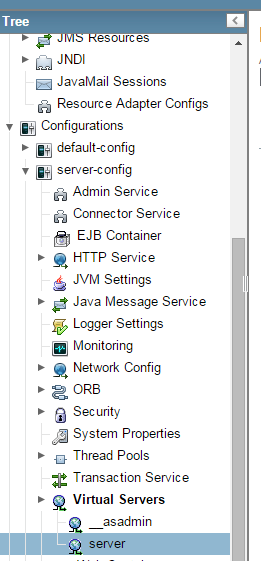 Tree
JMS Resources
JNDI
JavaMail Sessions
Resource Adapter Configs
Configurations
default-config
server-config
Admin Service
Connector Service
EJB Container
HTTP Service
JVM Settings
Java Message Service
Logger Settings
Monitoring
Network Config
ORB
Security
System Properties
Thread Pools
Transaction Service
Virtual Servers
__asadmin
server